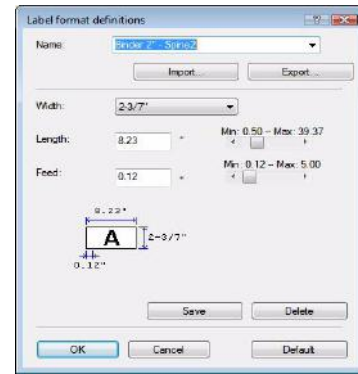 Label format definitions
Name:
Binder 2" - Spine2
Import...
Export...
Width:
2-3/7"
Length:
8.23
"
Min: 0.50 – Max: 39.37
Feed:
0.12
"
Min: 0.12 – Max: 5.00
8.23"
A
2-3/7"
0.12"
Save
Delete
OK
Cancel
Default